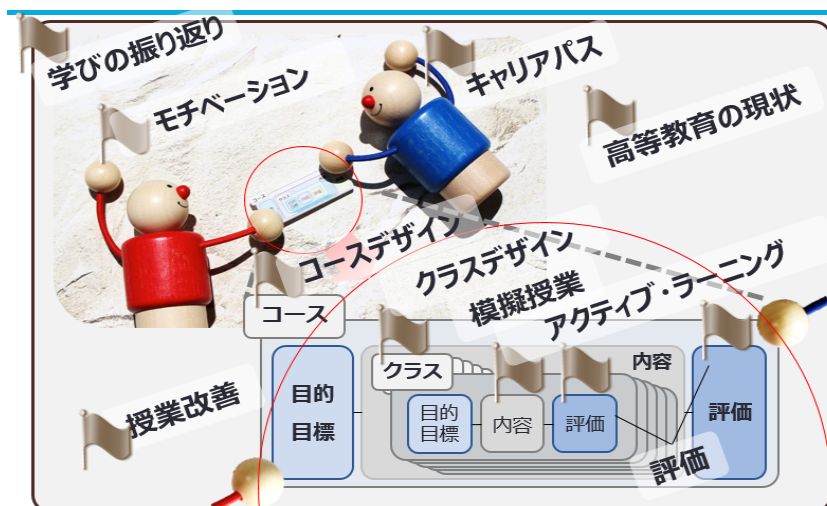 学びの振り返り
モチベーション
キャリアパス
高等教育の現状
コースデザイン
クラスデザイン
模擬授業
アクティブ・ラーニング
コース
授業改善
目的
目標
クラス
内容
目的
目標
内容
評価
評価
評価